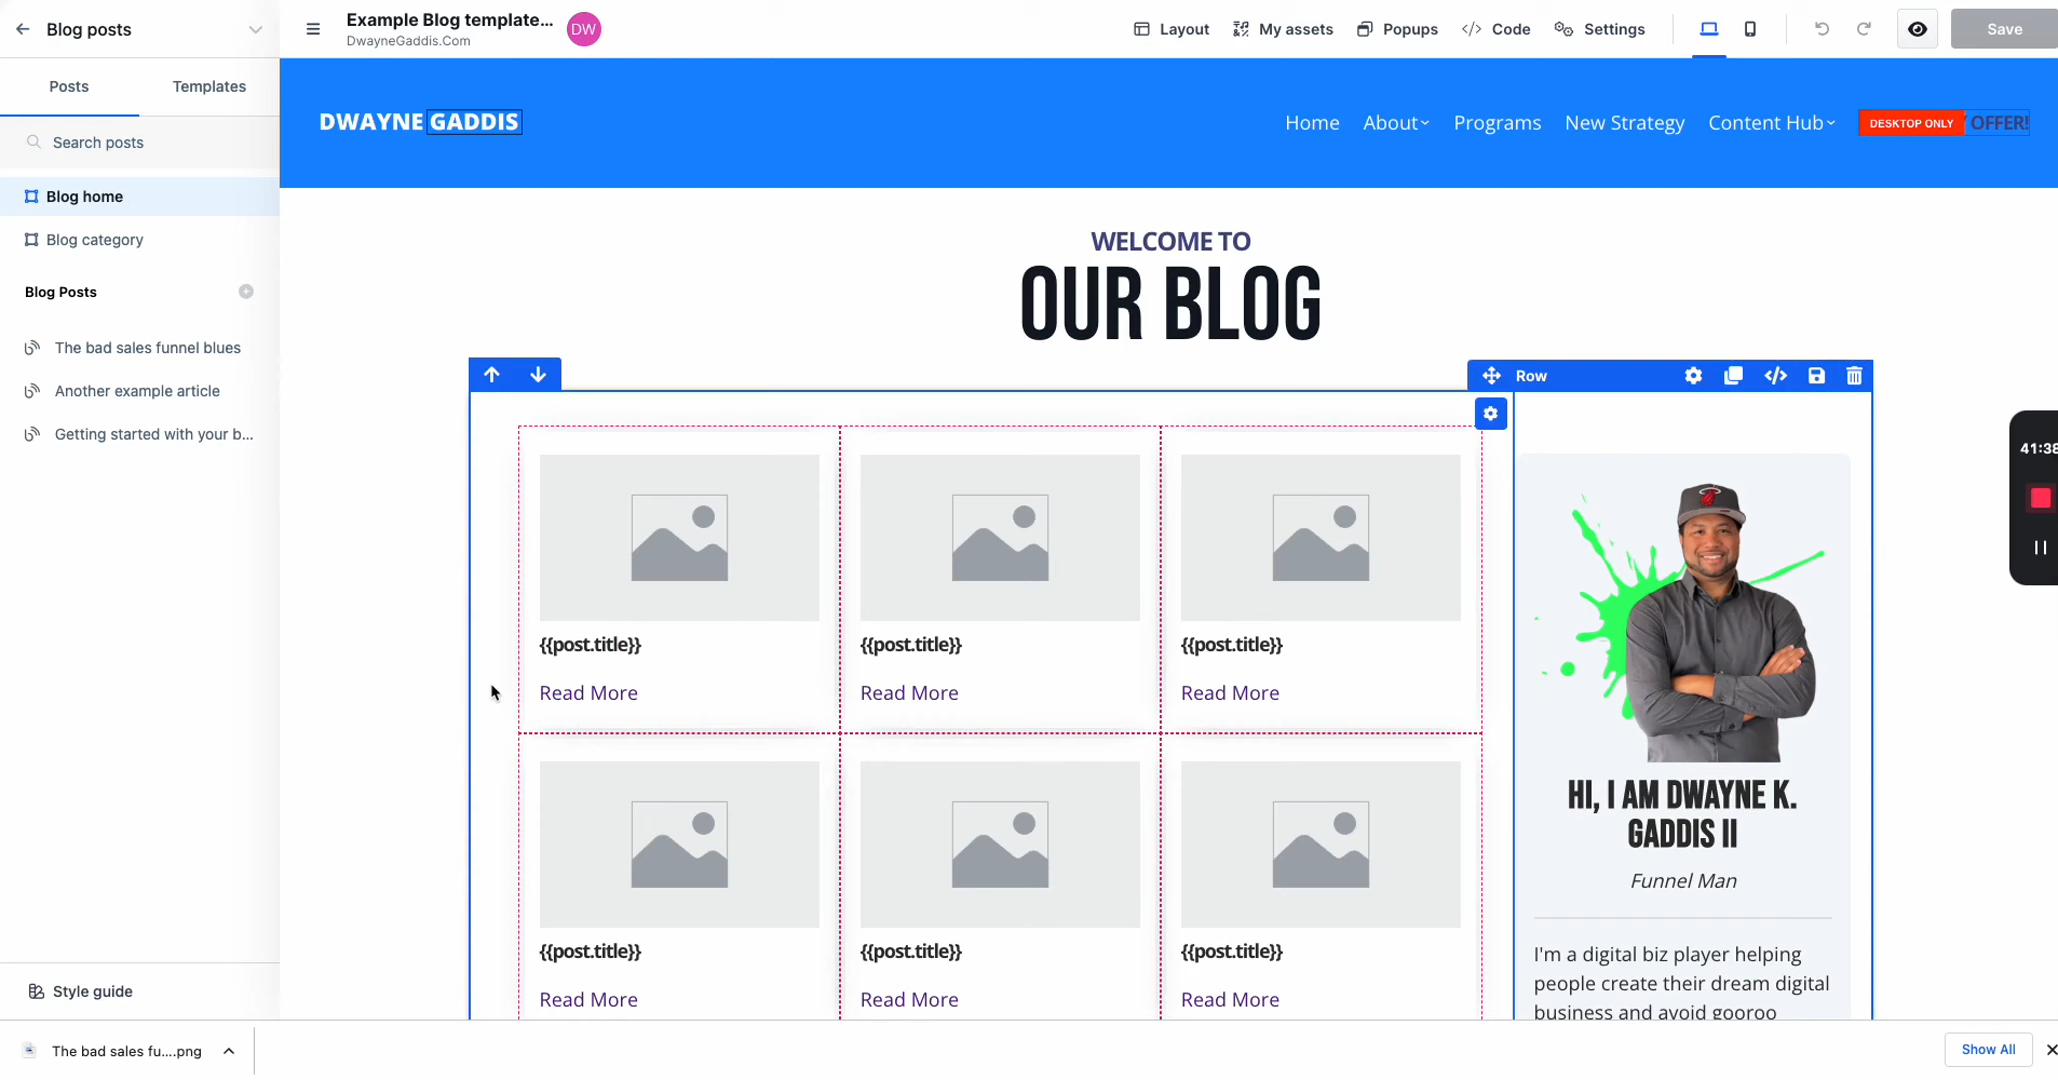 Blog posts
Example Blog template...
DwayneGaddis.Com
DW
Layout
My assets
Popups
Code
Settings
Save
Posts
Templates
Search posts
Blog home
Blog category
Blog Posts
The bad sales funnel blues
Another example article
Getting started with your b...
Style guide
DWAYNE GADDIS
Home
About
Programs
New Strategy
Content Hub
DESKTOP ONLY
OFFER!
WELCOME TO
OUR BLOG
Row
{{post.title}}
{{post.title}}
{{post.title}}
Read More
Read More
Read More
{{post.title}}
{{post.title}}
{{post.title}}
Read More
Read More
Read More
HI, I AM DWAYNE K.
GADDIS II
Funnel Man
I'm a digital biz player helping
people create their dream digital
business and avoid gooroo
41:38
The bad sales fu....png
Show All